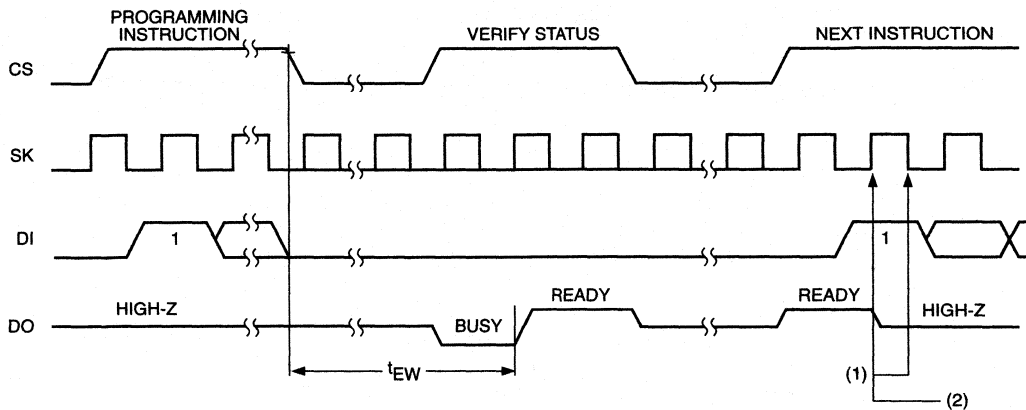 PROGRAMMING
INSTRUCTION
VERIFY STATUS
NEXT INSTRUCTION
CS
SK
DI
1
1
DO
HIGH-Z
BUSY
READY
READY
HIGH-Z
tEW
(1)
(2)